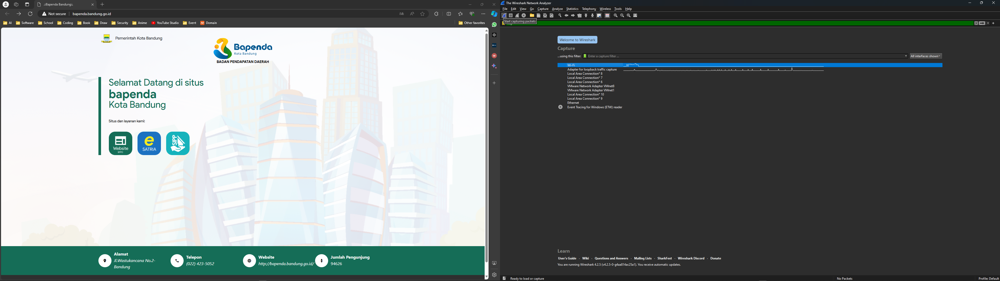 .::Bapenda Bandung::.
Not secure
bapenda.bandung.go.id
AI
Software
School
Coding
Book
Draw
Security
Anime
YouTube Studio
Event
Domain
Other favorites
Pemerintah Kota Bandung
Bapenda
Kota Bandung
BADAN PENDAPATAN DAERAH
Selamat Datang di situs
bapenda
Kota Bandung
Situs dan layanan kami:
Website
BPPD
e
SATRIA
SIPP
Alamat
Jl.Wastukancana No.2-
Bandung
Telepon
(022) 423-5052
Website
http://bapenda.bandung.go.id/
Jumlah Pengunjung
94626
W
The Wireshark Network Analyzer
File Edit View Go Capture Analyze Statistics Telephony Wireless Tools Help
Start capturing packets
Welcome to Wireshark
Capture
...using this filter:
Enter a capture filter ...
All interfaces shown
Wi-Fi
Adapter for loopback traffic capture
Local Area Connection* 8
Local Area Connection* 7
Local Area Connection* 6
VMware Network Adapter VMnet8
VMware Network Adapter VMnet1
Local Area Connection* 10
Local Area Connection* 9
Ethernet
Event Tracing for Windows (ETW) reader
Learn
User's Guide · Wiki · Questions and Answers · Mailing Lists · SharkFest · Wireshark Discord · Donate
You are running Wireshark 4.2.5 (v4.2.5-0-g4aa814ac25a1). You receive automatic updates.
Ready to load or capture
No Packets
Profile: Default